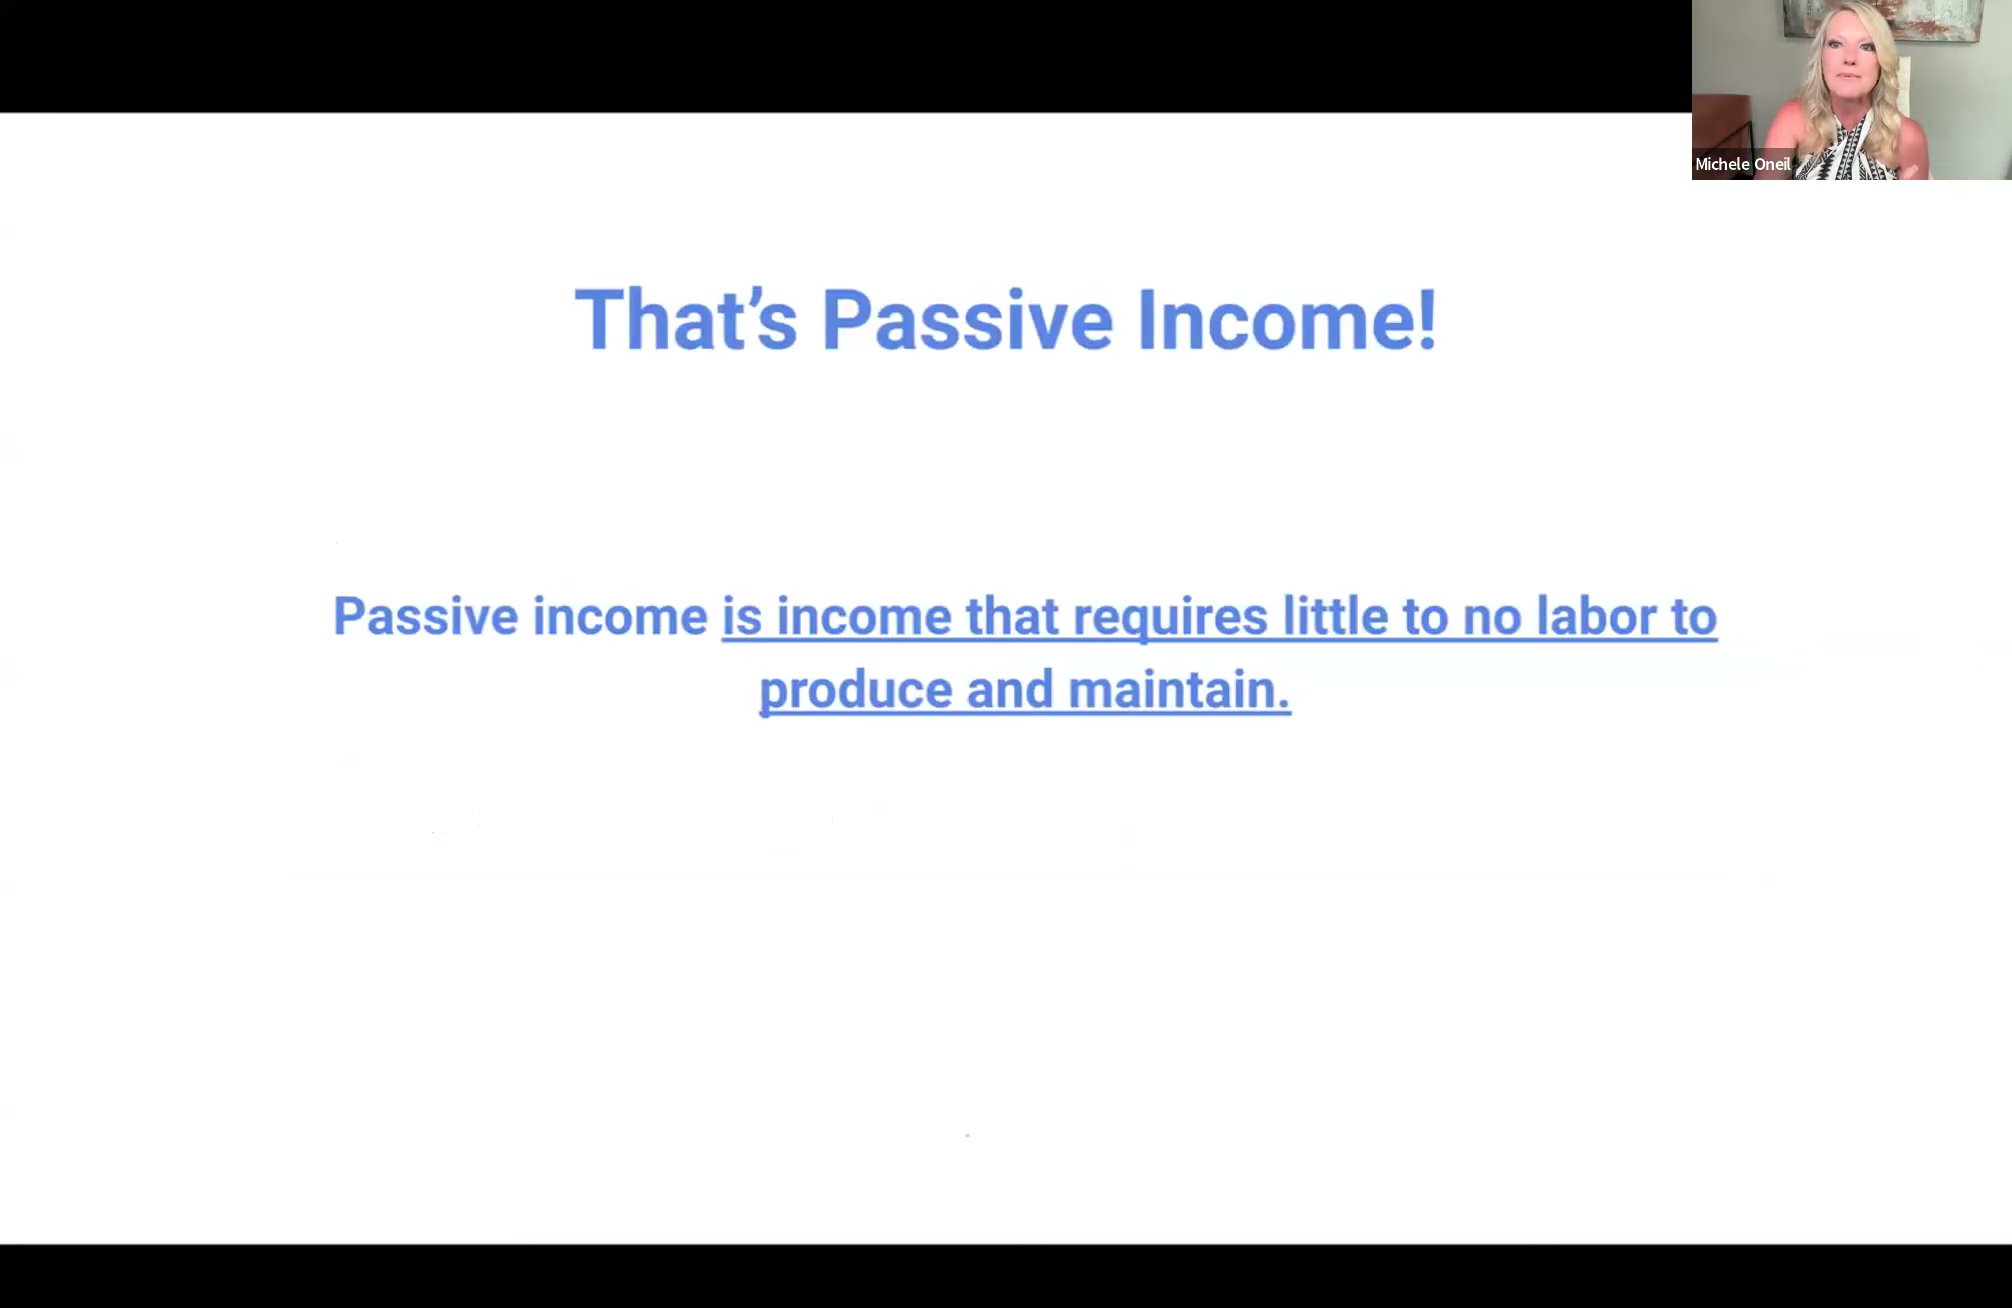 Michele Oneil
That’s Passive Income!
Passive income is income that requires little to no labor to
produce and maintain.